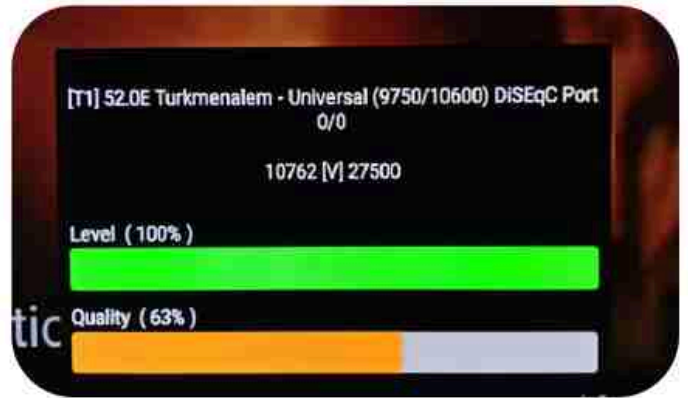 [T1] 52.0E Turkmenalem - Universal (9750/10600) DiSEqC Port
0/0
10762 [V] 27500
Level ( 100% )
tic
Quality ( 63% )